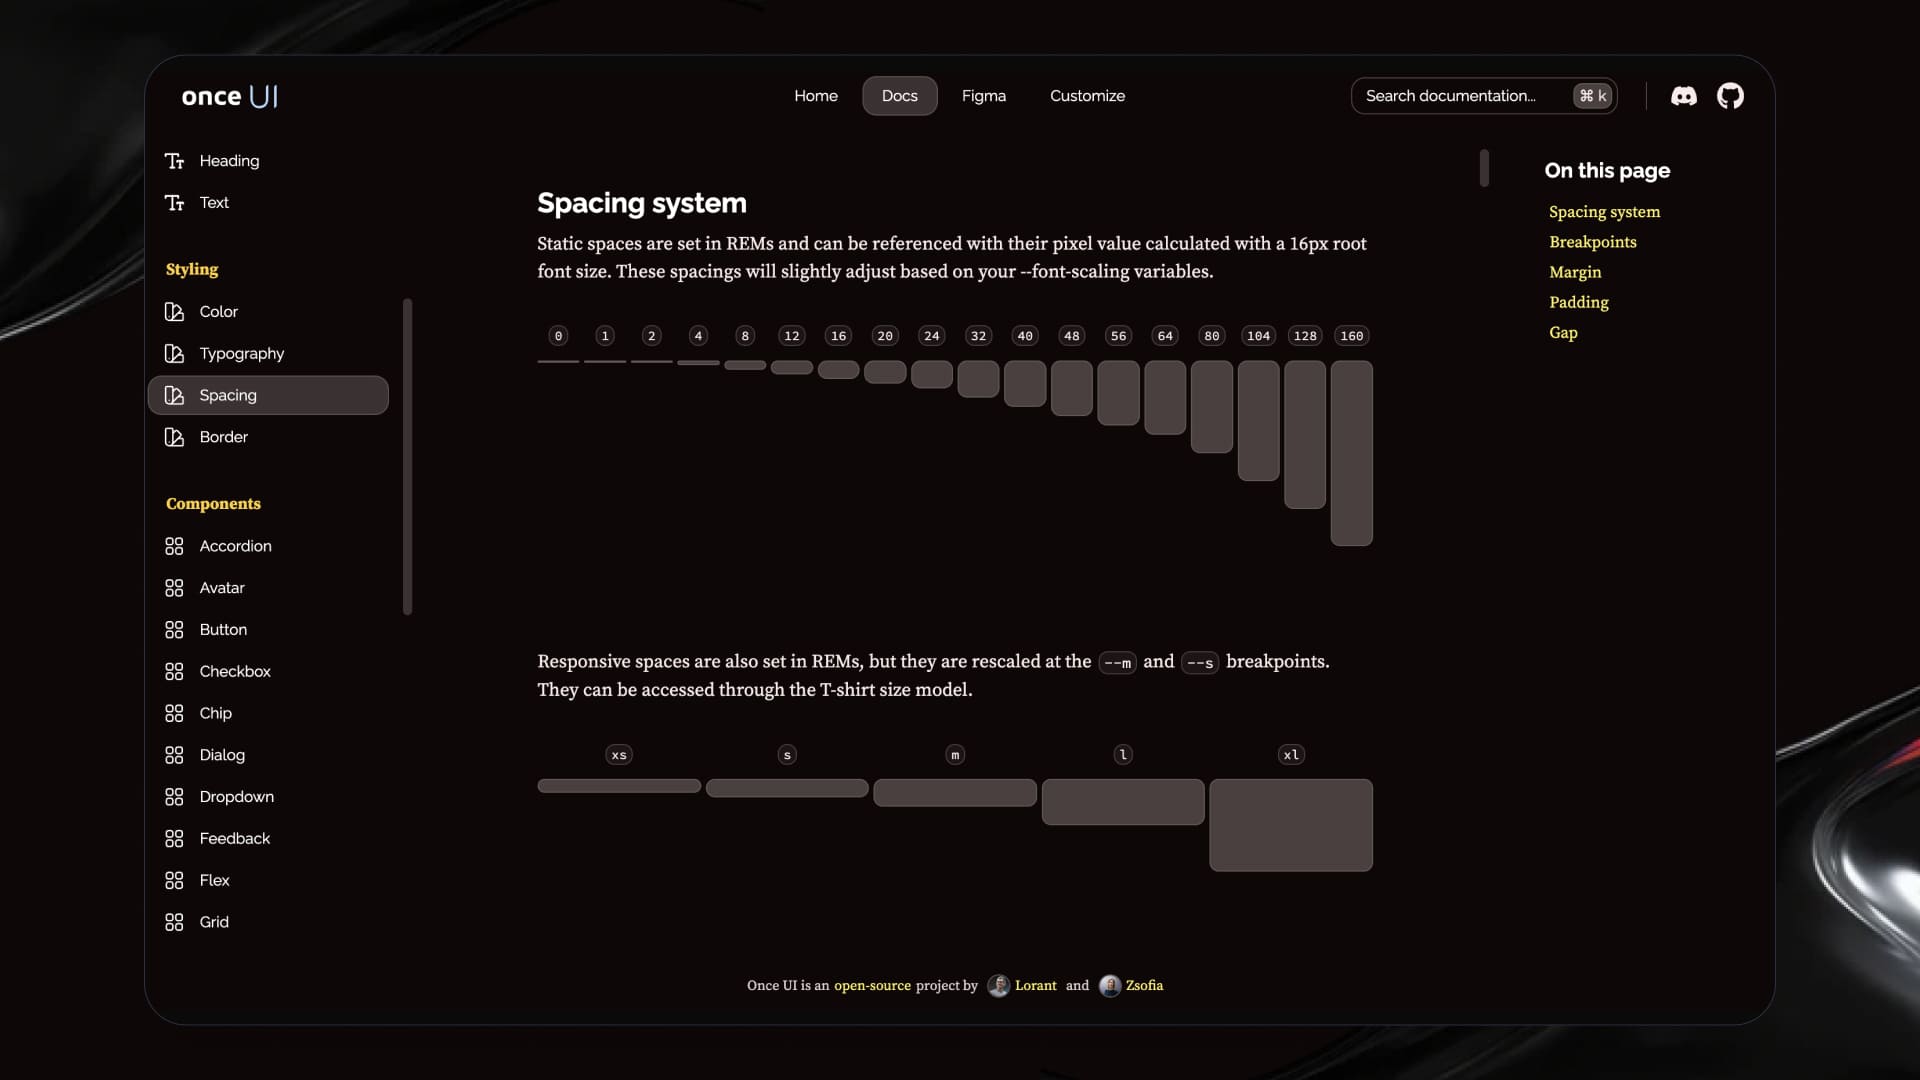 once UI
Home
Docs
Figma
Customize
Search documentation...
⌘ k
Heading
Text
Styling
Color
Typography
Spacing
Border
Components
Accordion
Avatar
Button
Checkbox
Chip
Dialog
Dropdown
Feedback
Flex
Grid
Spacing system
Static spaces are set in REMs and can be referenced with their pixel value calculated with a 16px root
font size. These spacings will slightly adjust based on your --font-scaling variables.
0 1 2 4 8 12 16 20 24 32 40 48 56 64 80 104 128 160
Responsive spaces are also set in REMs, but they are rescaled at the --m and --s breakpoints.
They can be accessed through the T-shirt size model.
xs s m l xl
On this page
Spacing system
Breakpoints
Margin
Padding
Gap
Once UI is an open-source project by Lorant and Zsofia